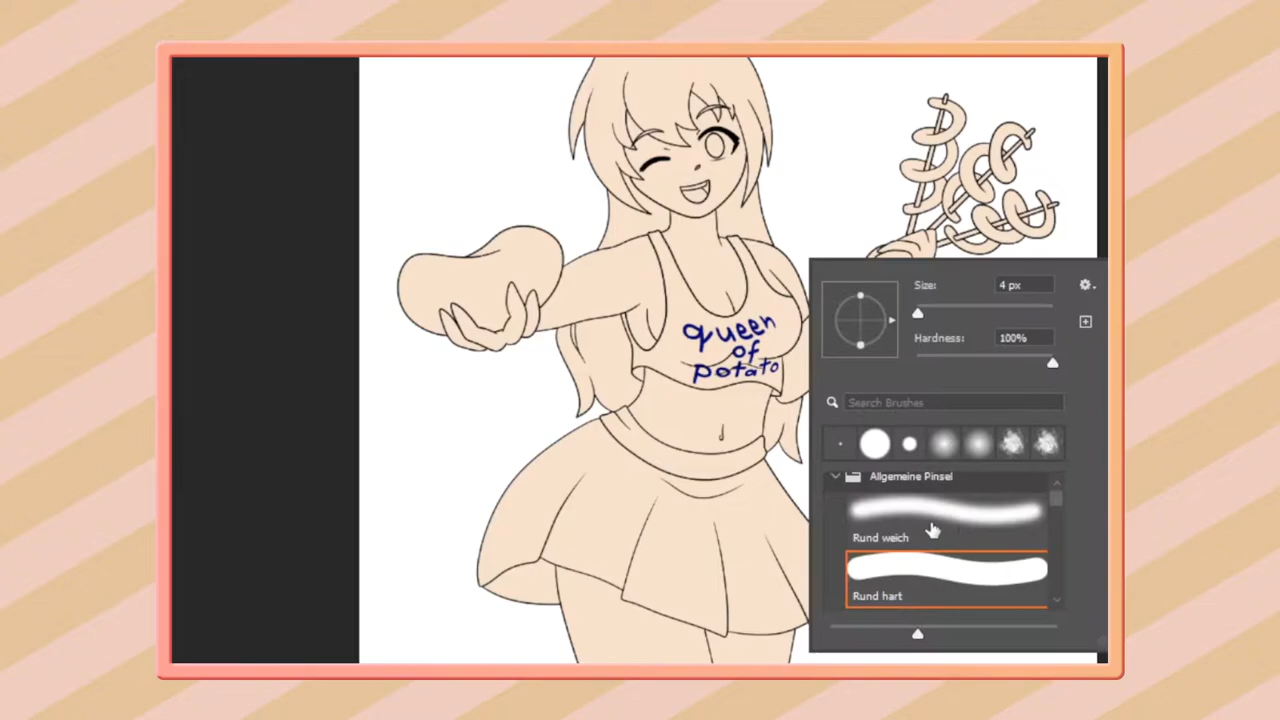 queen
of
potato
Size:
4 px
Hardness:
100%
Search Brushes
Allgemeine Pinsel
Rund weich
Rund hart